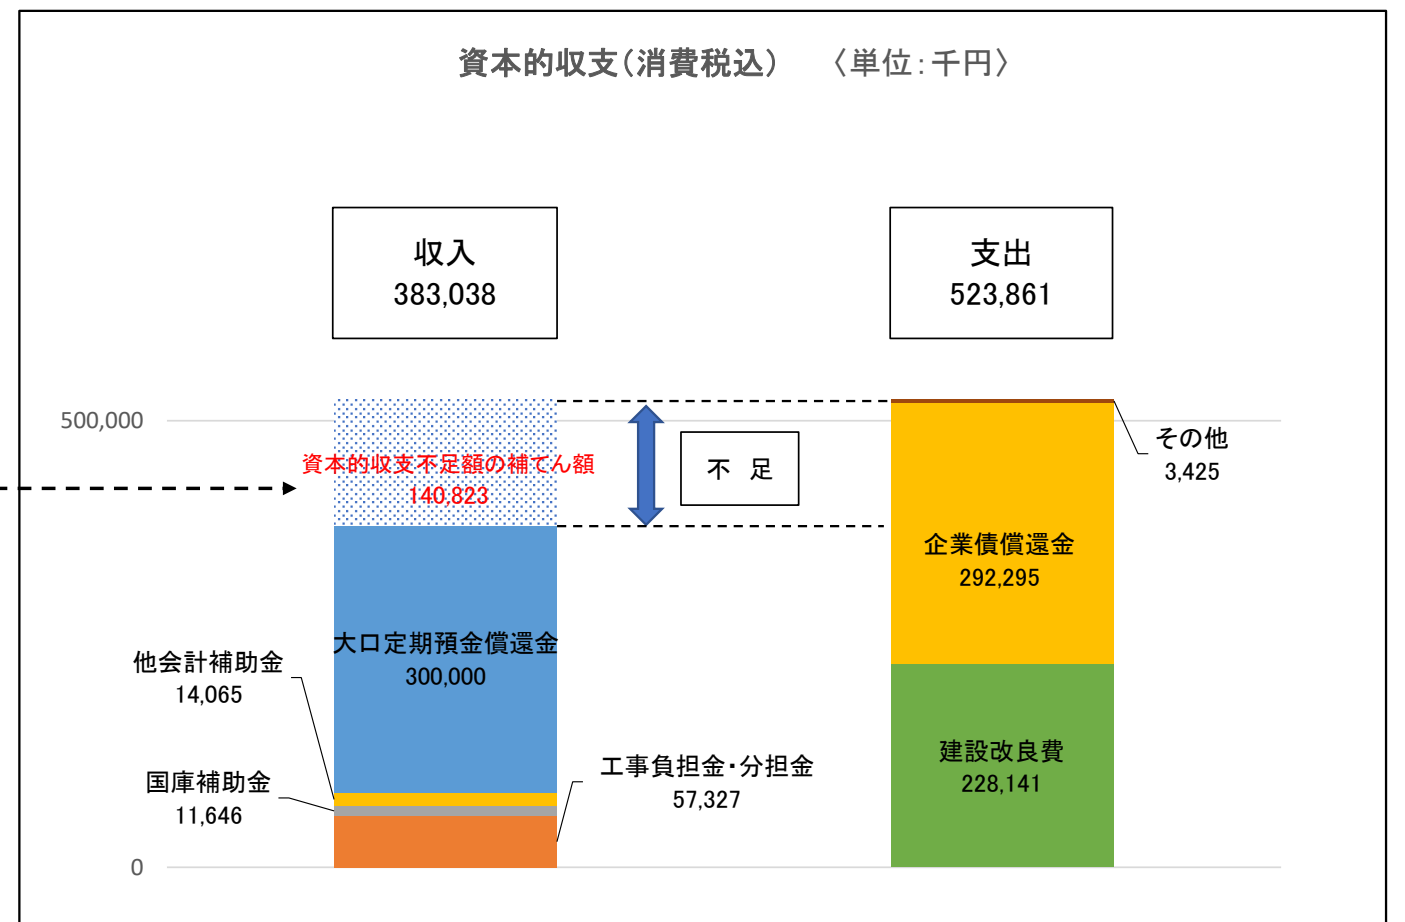 資本的収支（消費税込）　〈単位：千円〉
収入
383,038
支出
523,861
500,000
資本的収支不足額の補てん額
140,823
不 足
その他
3,425
企業債償還金
292,295
大口定期預金償還金
300,000
他会計補助金
14,065
国庫補助金
11,646
工事負担金・分担金
57,327
建設改良費
228,141
0